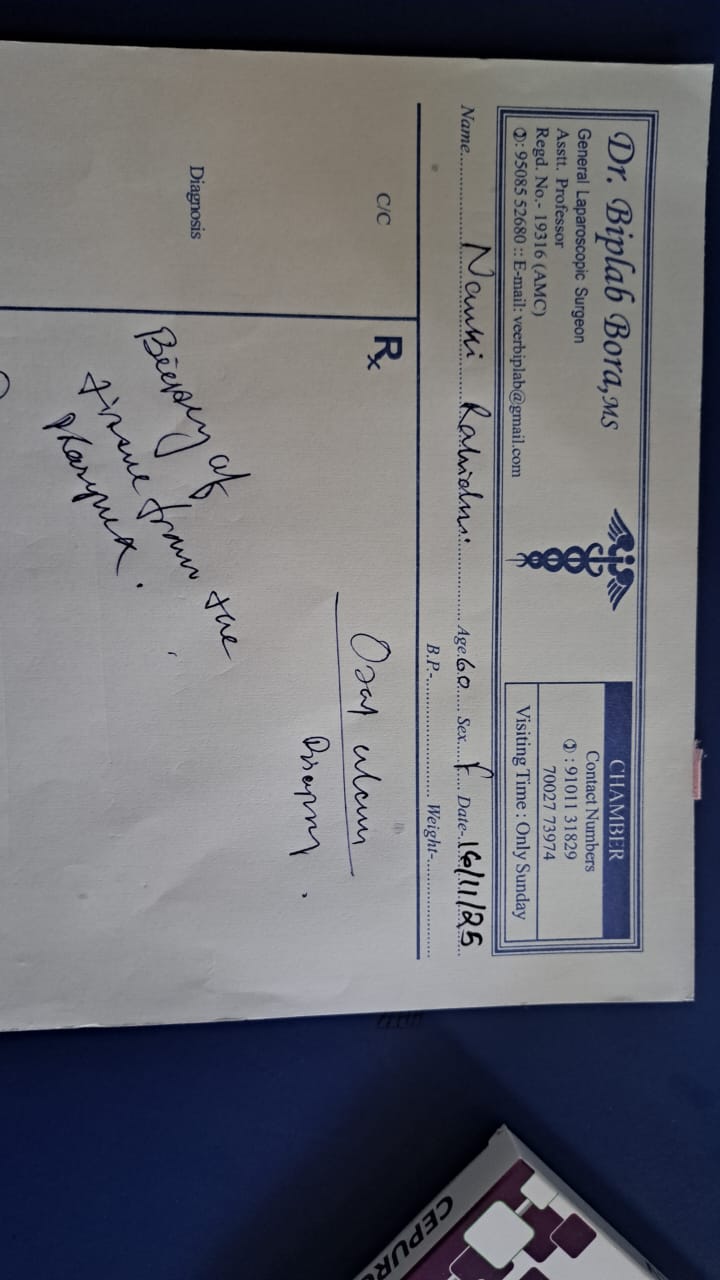 Dr. Biplab Bora, MS
General Laparoscopic Surgeon
Asstt. Professor
Regd. No.- 19316 (AMC)
✆: 95085 52680 :: E-mail: veerbiplab@gmail.com
CHAMBER
Contact Numbers
✆ : 91011 31829
70027 73974
Visiting Time : Only Sunday
Name.......... Age.60..... Sex....F.... Date-.16/11/25
B.P.-.................... Weight-....................
C/C
Rx
Oral ulcer
Biopsy.
Biopsy of
tissue from the
Pharynx.
Diagnosis
CEPUR